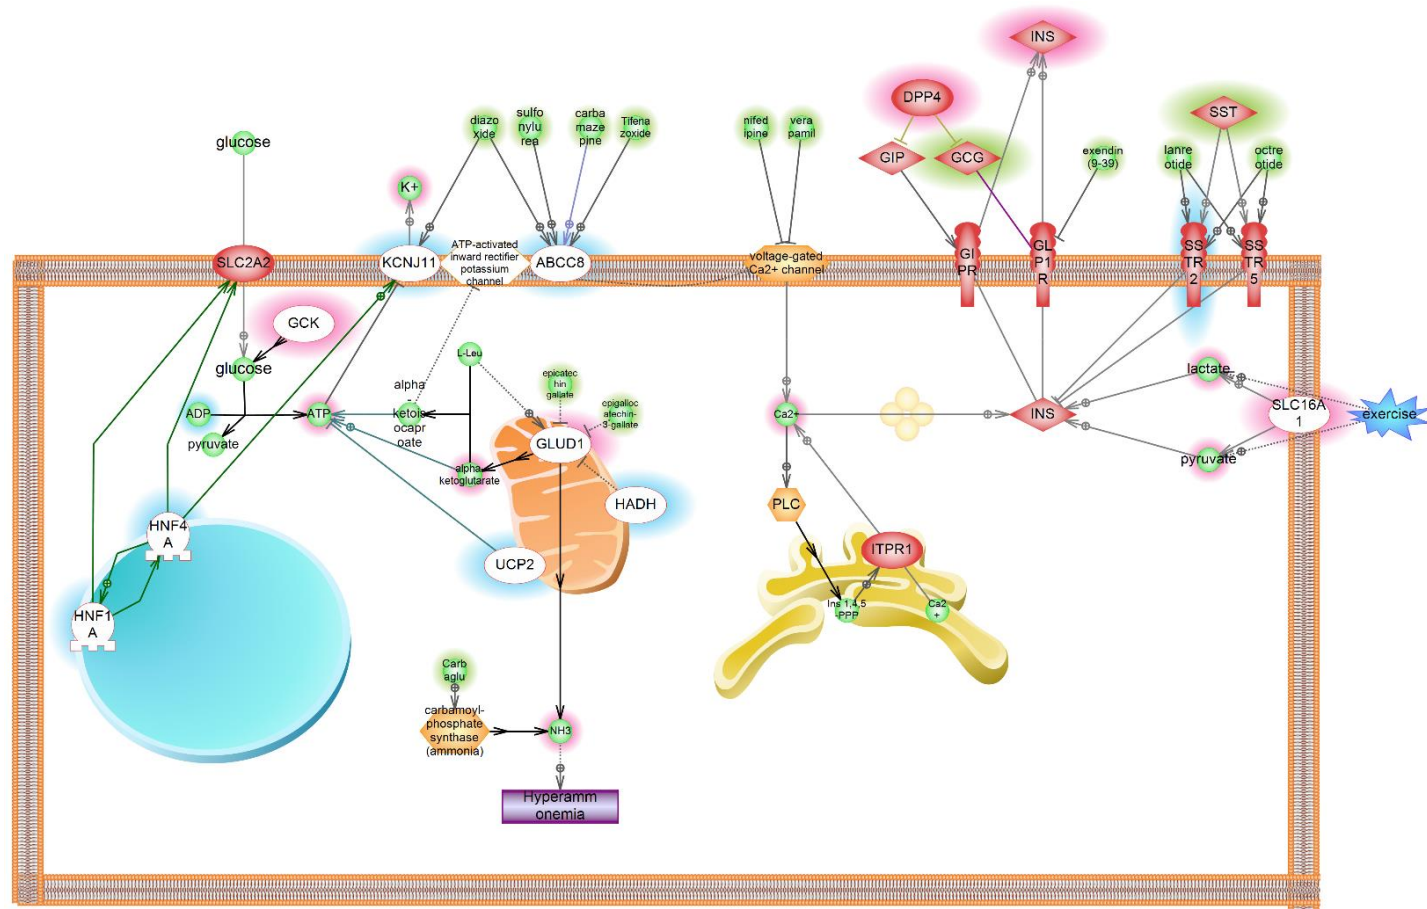 INS
DPP4
SST
GIP
GCG
exendin
(9-39)
lanre
otide
octre
otide
diazo
xide
sulfo
nylu
rea
carba
maze
pine
Tifena
zoxide
nifed
ipine
vera
pamil
glucose
K+
SLC2A2
KCNJ11
ATP-activated
inward rectifier
potassium
channel
ABCC8
voltage-gated
Ca2+ channel
GI
PR
GL
P1
R
SS
TR
2
SS
TR
5
GCK
glucose
L-Leu
ADP
pyruvate
ATP
alpha
-
ketois
ocapr
oate
epicatec
hin
gallate
epigalloc
atechin-
3-gallate
GLUD1
alpha-
ketoglutarate
HADH
UCP2
HNF4
A
HNF1
A
Ca2+
INS
lactate
pyruvate
SLC16A
1
exercise
PLC
ITPR1
Ins 1,4,5
-PPP
Ca2
+
Carb
aglu
carbamoyl-
phosphate
synthase
(ammonia)
NH3
Hyperamm
onemia